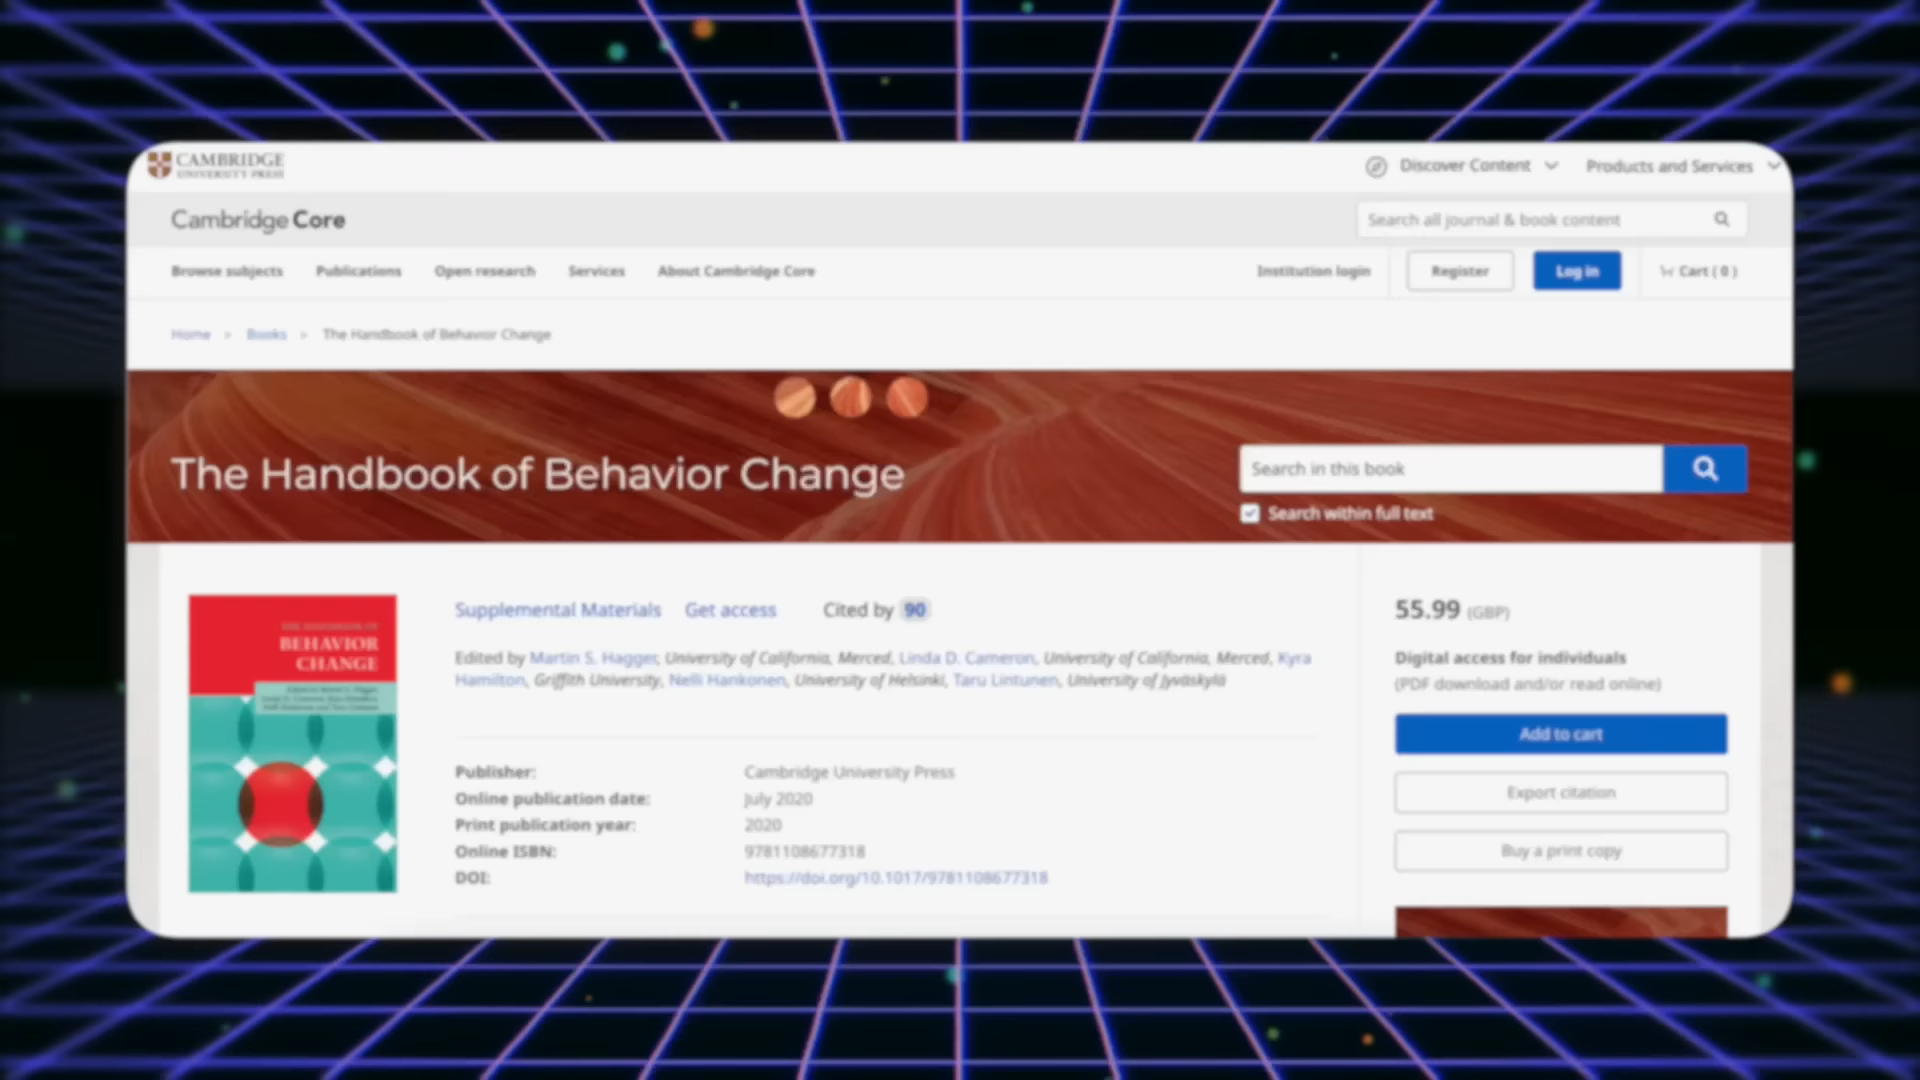 CAMBRIDGE
UNIVERSITY PRESS
Discover Content
Products and Services
Cambridge Core
Search all journal & book content
Browse subjects
Publications
Open research
Services
About Cambridge Core
Institution login
Register
Log in
Cart ( 0 )
Home > Books > The Handbook of Behavior Change
The Handbook of Behavior Change
Search in this book
Search within full text
THE HANDBOOK OF
BEHAVIOR
CHANGE
Supplemental Materials
Get access
Cited by 90
Edited by Martin S. Hagger, University of California, Merced, Linda D. Cameron, University of California, Merced, Kyra
Hamilton, Griffith University, Nelli Hankonen, University of Helsinki, Taru Lintunen, University of Jyväskylä
Publisher: Cambridge University Press
Online publication date: July 2020
Print publication year: 2020
Online ISBN: 9781108677318
DOI: https://doi.org/10.1017/9781108677318
55.99 (GBP)
Digital access for individuals
(PDF download and/or read online)
Add to cart
Export citation
Buy a print copy